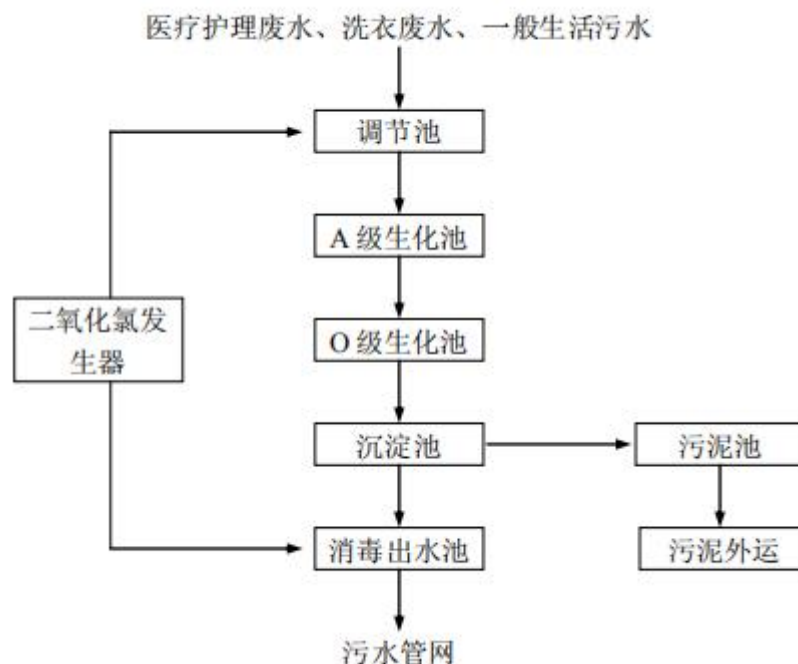 医疗护理废水、洗衣废水、一般生活污水
调节池
A 级生化池
二氧化氯发
生器
O 级生化池
沉淀池
污泥池
消毒出水池
污泥外运
污水管网